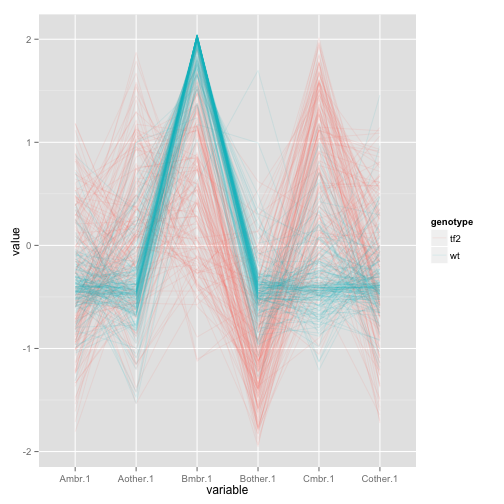 2
1
0
-1
-2
value
Ambr.1 Aother.1 Bmbr.1 Bother.1 Cmbr.1 Cother.1
variable
genotype
tf2
wt